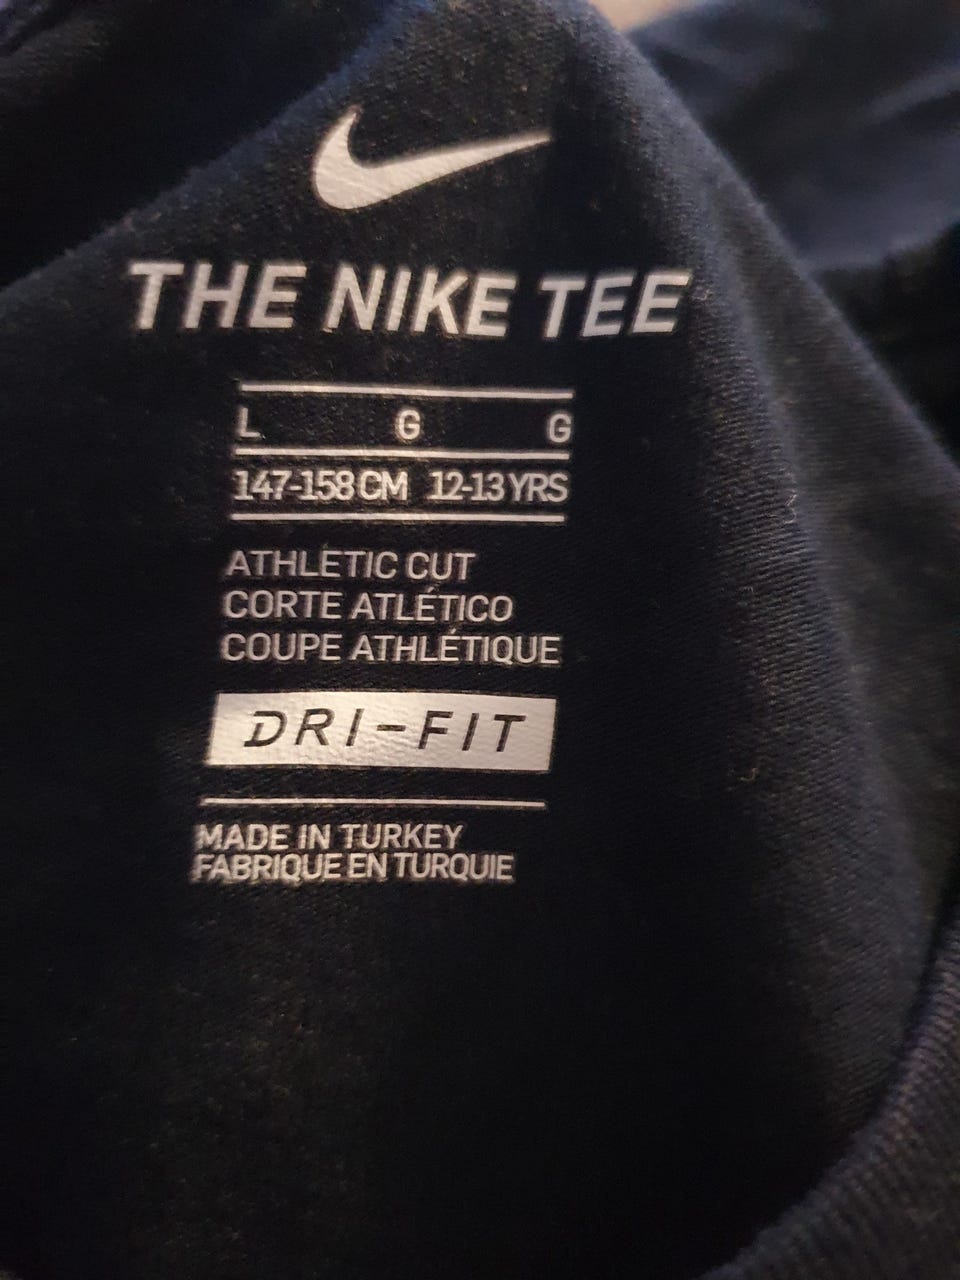 THE NIKE TEE
L G G
147-158 CM 12-13 YRS
ATHLETIC CUT
CORTE ATLÉTICO
COUPE ATHLÉTIQUE
DRI-FIT
MADE IN TURKEY
FABRIQUE EN TURQUIE